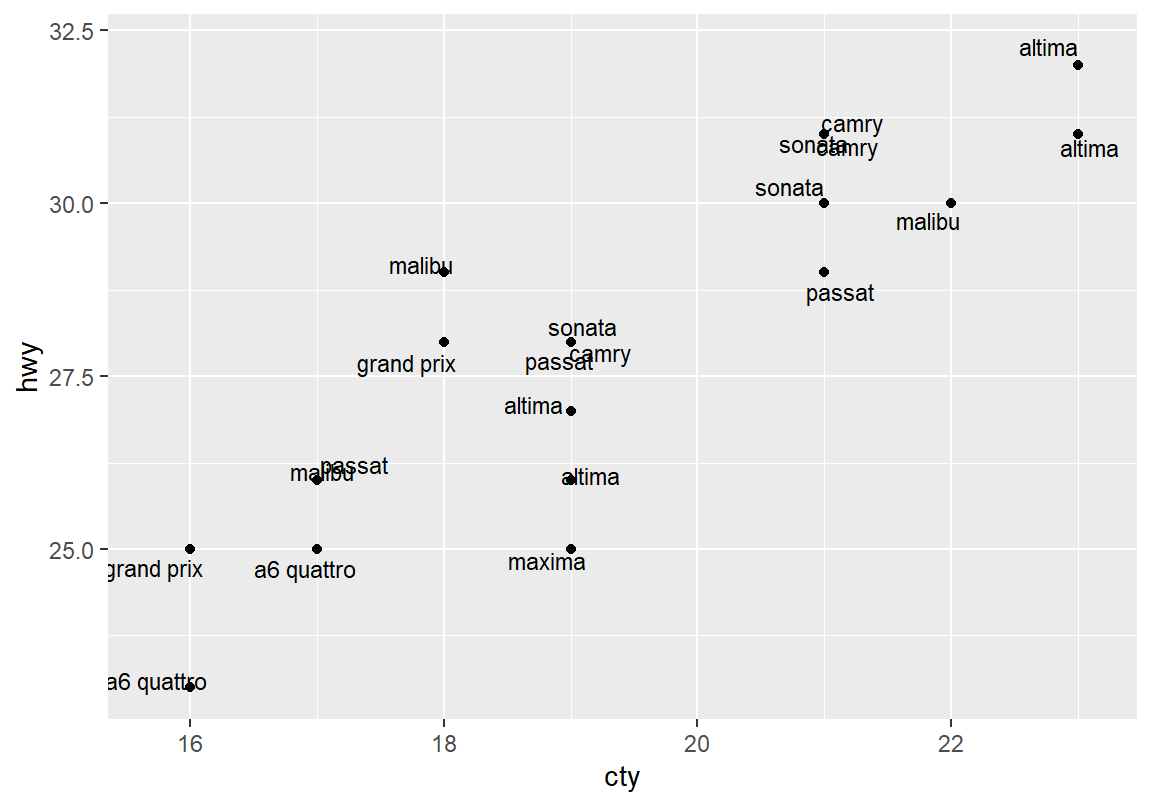 32.5
altima
camry
sonata
camry
altima
sonata
30.0
malibu
malibu
passat
sonata
camry
passat
grand prix
27.5
altima
passat
malibu
altima
25.0
maxima
grand prix
a6 quattro
a6 quattro
hwy
16
18
20
22
cty